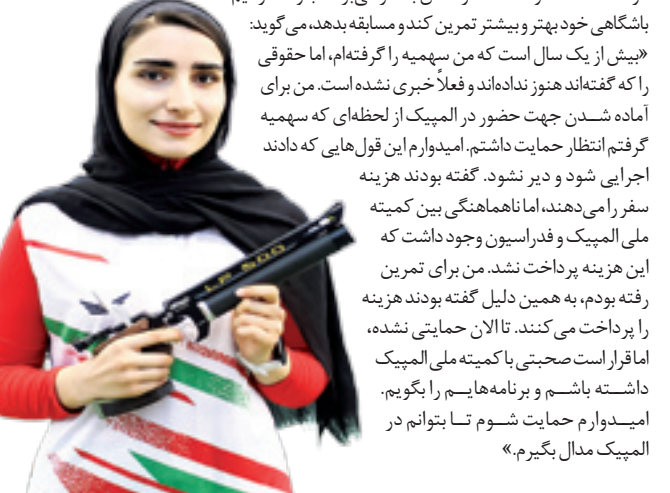 باشگاهی خود بهتر و بیشتر تمرین کند و مسابقه بدهد، می‌گوید:
«بیش از یک سال است که من سهمیه را گرفته‌ام، اما حقوقی
را که گفته‌اند هنوز نداده‌اند و فعلاً خبری نشده است. من برای
آماده شدن جهت حضور در المپیک از لحظه‌ای که سهمیه
گرفتم انتظار حمایت داشتم. امیدوارم این قول‌هایی که دادند
اجرایی شود و دیر نشود. گفته بودند هزینه
سفر را می‌دهند، اما ناهماهنگی بین کمیته
ملی المپیک و فدراسیون وجود داشت که
این هزینه پرداخت نشد. من برای تمرین
رفته بودم، به همین دلیل گفته بودند هزینه
را پرداخت می‌کنند. تا الان حمایتی نشده،
اما قرار است صحبتی با کمیته ملی المپیک
داشته باشم و برنامه‌هایم را بگویم.
امیدوارم حمایت شوم تا بتوانم در
المپیک مدال بگیرم.»
LP 500